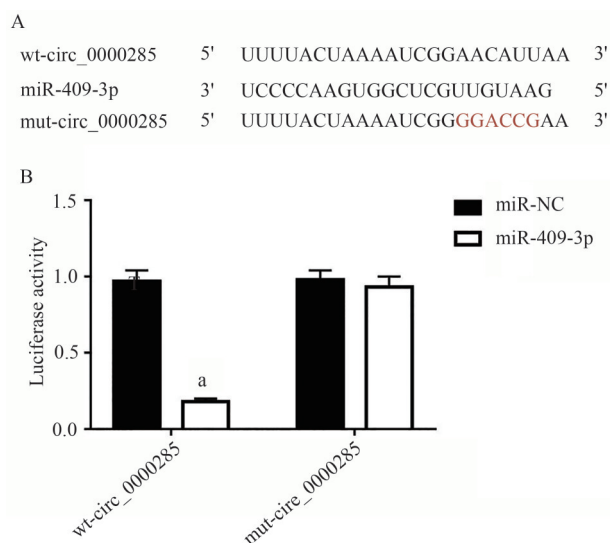 A
wt-circ_0000285 5' UUUUACUAAAAUCGGAACAUUAA 3'
miR-409-3p 3' UCCCCAAGUGGCUCGUUGUAAG 5'
mut-circ_0000285 5' UUUUACUAAAAUCGGGGACCGAA 3'
B
miR-NC
miR-409-3p
Luciferase activity
1.5
1.0
0.5
0.0
a
wt-circ_0000285
mut-cire_0000285